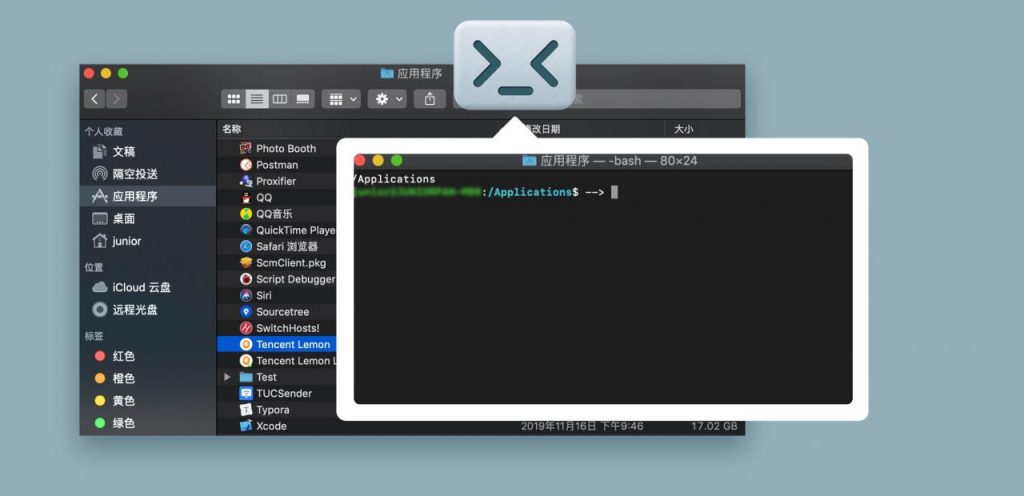 应用程序
个人收藏
文稿
隔空投送
应用程序
桌面
junior
位置
iCloud 云盘
远程光盘
标签
红色
橙色
黄色
绿色
名称
修改日期
大小
Photo Booth
Postman
Proxifier
QQ
QQ音乐
QuickTime Playe
Safari 浏览器
ScmClient.pkg
Script Debugger
Siri
Sourcetree
SwitchHosts!
Tencent Lemon
Tencent Lemon L
Test
TUCSender
Typora
Xcode
2019年11月16日 下午9:46
17.02 GB
应用程序 — -bash — 80×24
/Applications
:/Applications$ -->